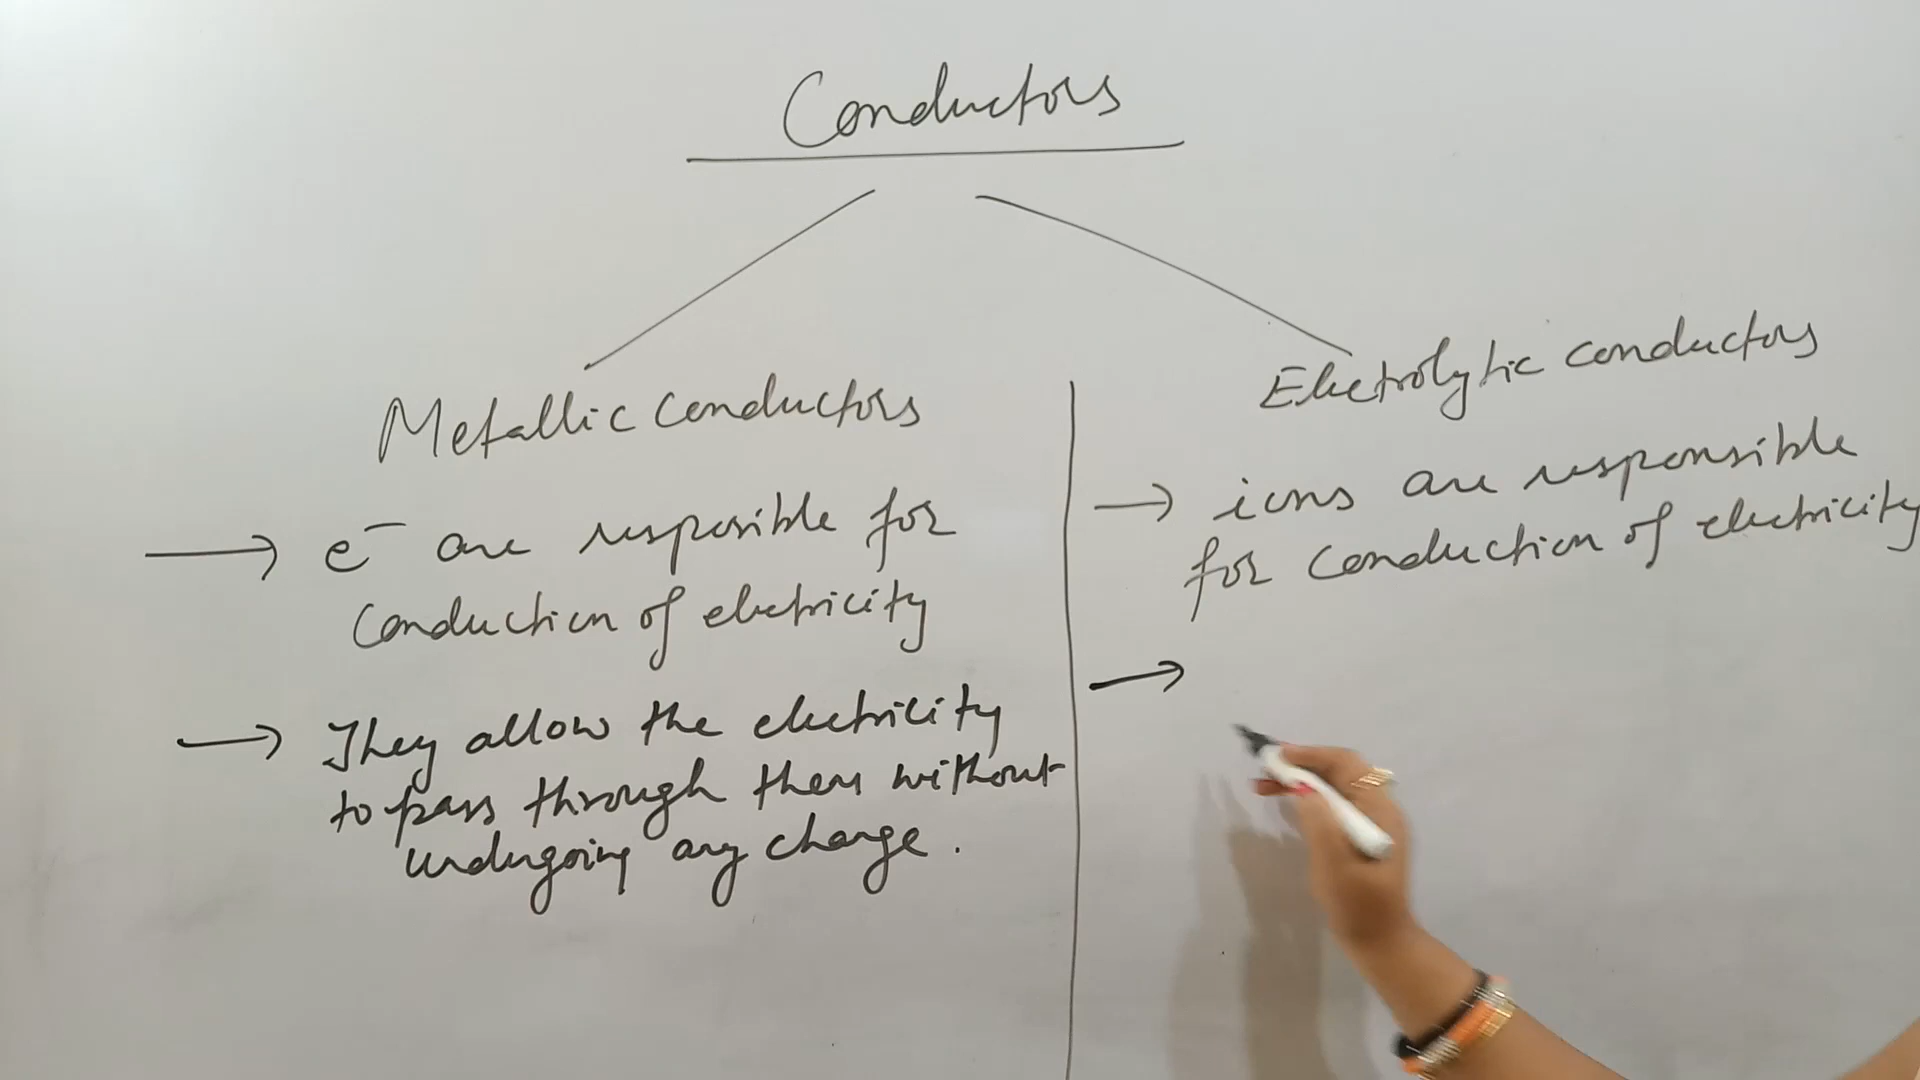 Conductors
Metallic conductors
→ e⁻ are resposible for
conduction of electricity
→ They allow the electricity
to pass through them without
undergoing any change.
Electrolytic conductors
→ ions are responsible
for conduction of electricity
→